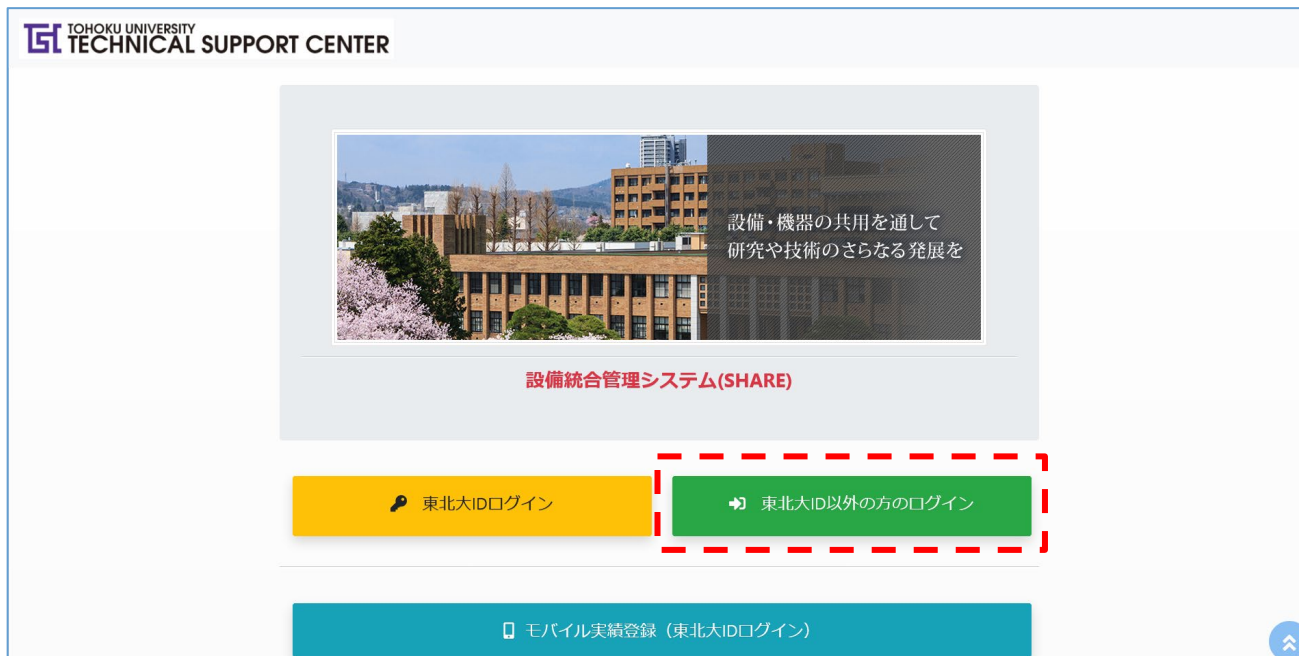 TOHOKU UNIVERSITY
TECHNICAL SUPPORT CENTER
設備・機器の共用を通して
研究や技術のさらなる発展を
設備統合管理システム(SHARE)
東北大IDログイン
東北大ID以外の方のログイン
モバイル実績登録（東北大IDログイン）